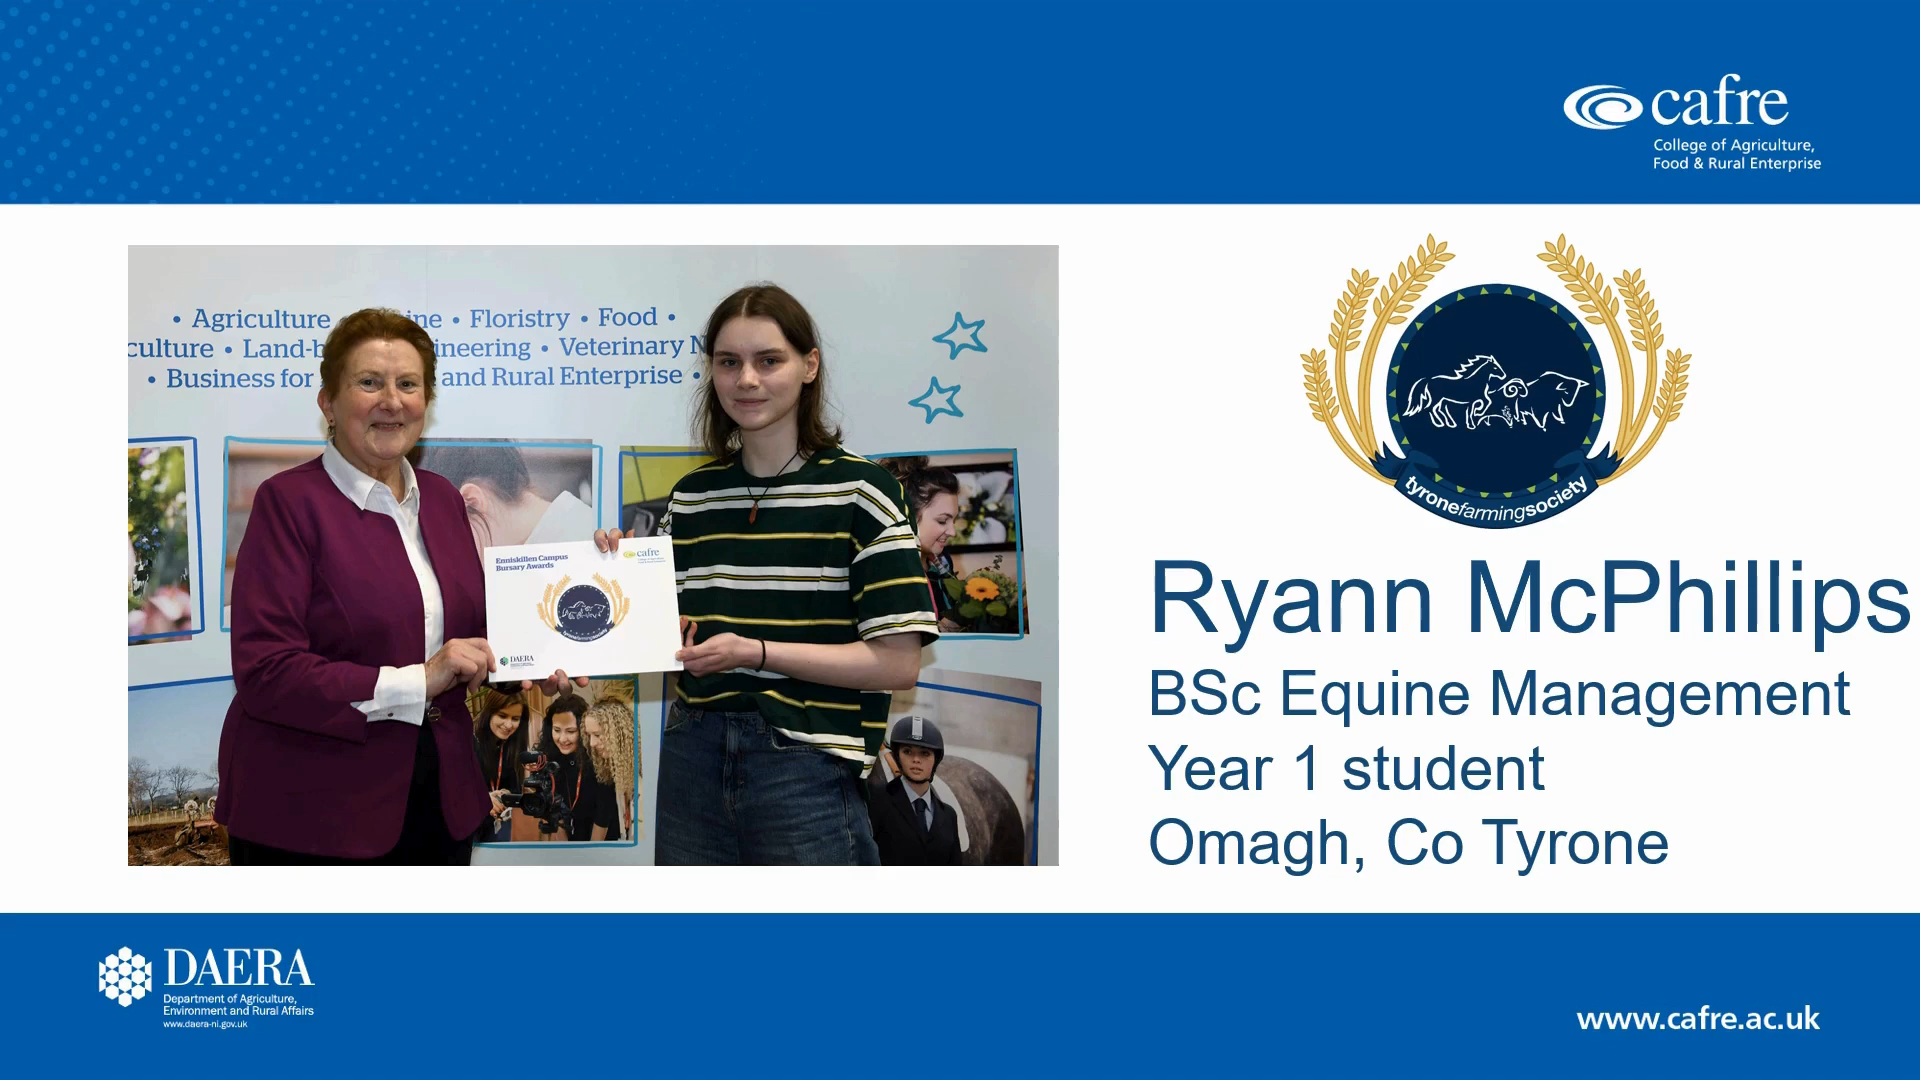 cafre
College of Agriculture,
Food & Rural Enterprise
• Agriculture
• Floristry • Food •
culture • Land-b
ineering • Veterinary N
• Business for
and Rural Enterprise •
Enniskillen Campus
Bursary Awards
cafre
tyronefarmingsociety
DAERA
tyronefarmingsociety
Ryann McPhillips
BSc Equine Management
Year 1 student
Omagh, Co Tyrone
DAERA
Department of Agriculture,
Environment and Rural Affairs
www.daera-ni.gov.uk
www.cafre.ac.uk